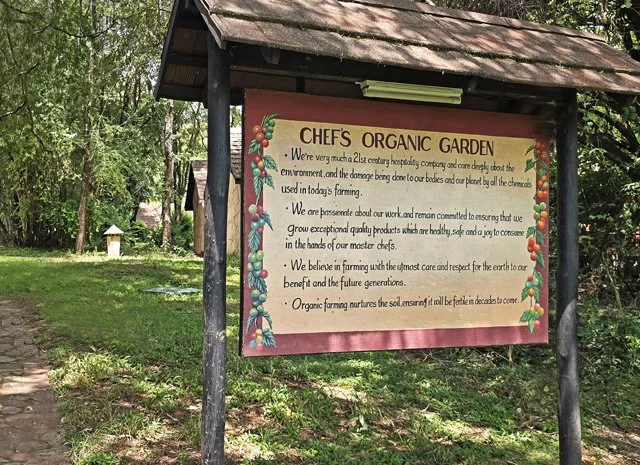 CHEF'S ORGANIC GARDEN
• We're very much a 21st century hospitality company and care deeply about the
environment, and the damage being done to our bodies and our planet by all the chemicals
used in today's farming.
• We are passionate about our work, and remain committed to ensuring that we
grow exceptional quality products which are healthy, safe and a joy to consume
in the hands of our master chefs.
• We believe in farming with the utmost care and respect for the earth to our
benefit and the future generations.
• Organic farming nurtures the soil, ensuring it will be fertile in decades to come.